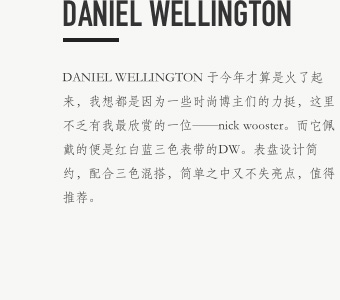 DANIEL WELLINGTON
DANIEL WELLINGTON 于今年才算是火了起
来，我想都是因为一些时尚博主们的力挺，这里
不乏有我最欣赏的一位——nick wooster。而它佩
戴的便是红白蓝三色表带的DW。表盘设计简
约，配合三色混搭，简单之中又不失亮点，值得
推荐。